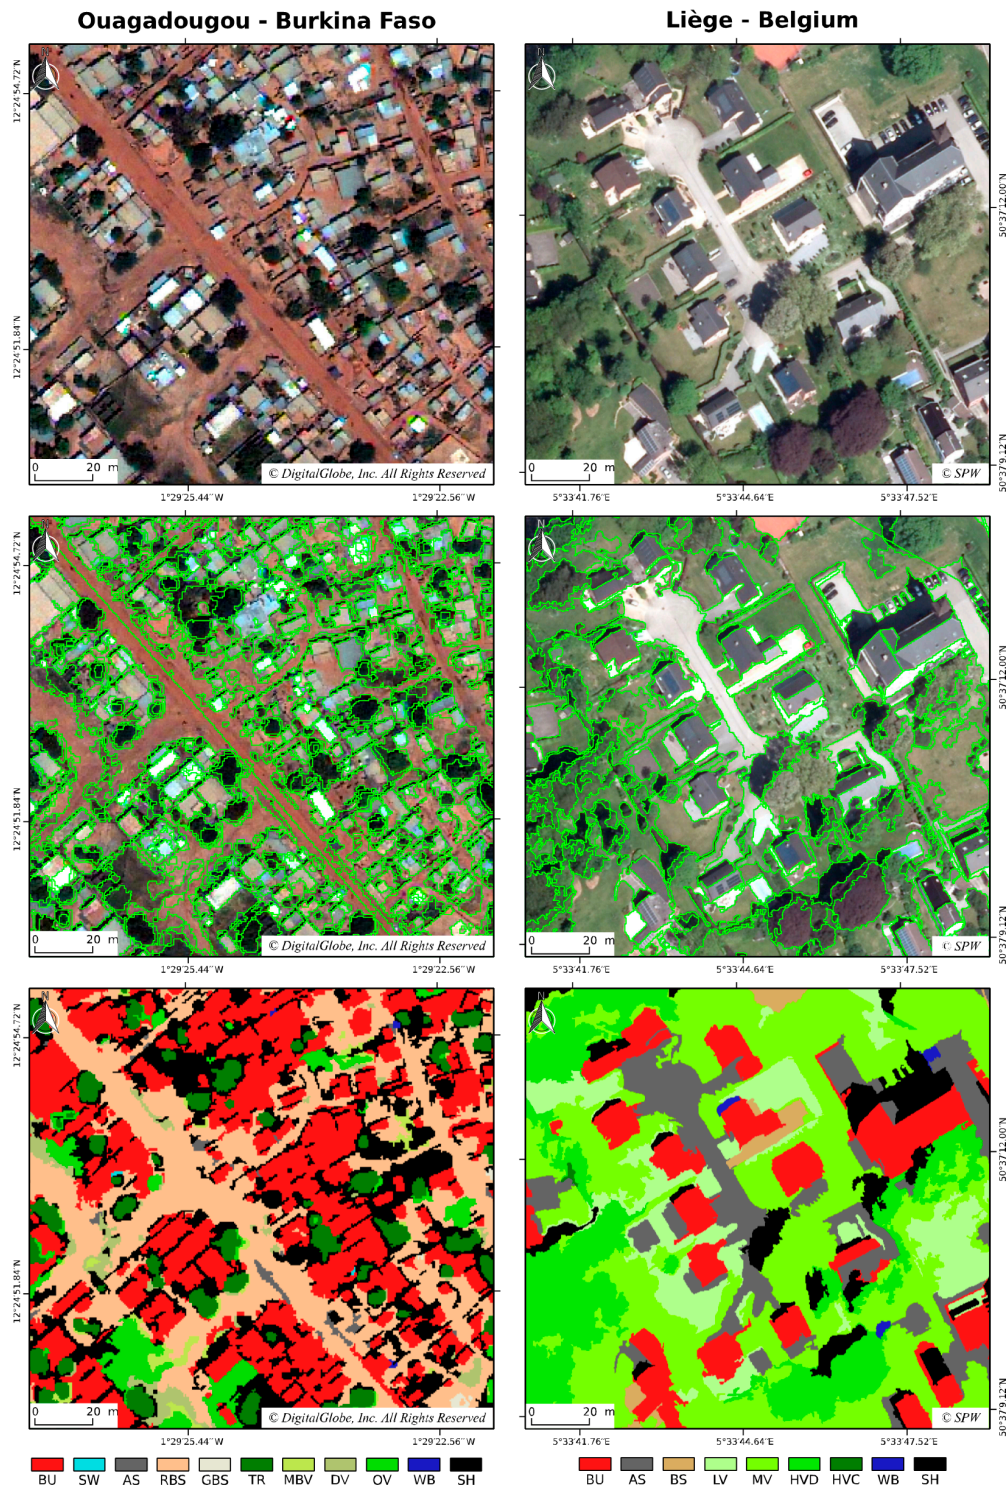 Ouagadougou - Burkina Faso
Liège - Belgium
N
N
12°24'54.72"N
12°24'51.84"N
50°37'12.00"N
50°37'9.12"N
0 20 m
© DigitalGlobe, Inc. All Rights Reserved
0 20 m
© SPW
1°29'25.44"W
1°29'22.56"W
5°33'41.76"E
5°33'44.64"E
5°33'47.52"E
N
N
12°24'54.72"N
12°24'51.84"N
50°37'12.00"N
50°37'9.12"N
0 20 m
© DigitalGlobe, Inc. All Rights Reserved
0 20 m
© SPW
1°29'25.44"W
1°29'22.56"W
5°33'41.76"E
5°33'44.64"E
5°33'47.52"E
N
N
12°24'54.72"N
12°24'51.84"N
50°37'12.00"N
50°37'9.12"N
0 20 m
© DigitalGlobe, Inc. All Rights Reserved
0 20 m
© SPW
1°29'25.44"W
1°29'22.56"W
5°33'41.76"E
5°33'44.64"E
5°33'47.52"E
BU SW AS RBS GBS TR MBV DV OV WB SH
BU AS BS LV MV HVD HVC WB SH